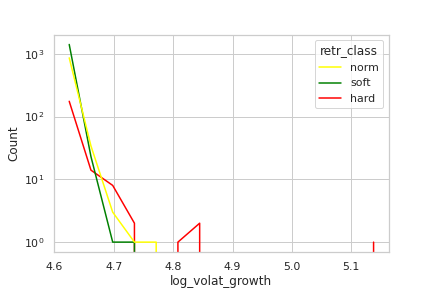 retr_class
norm
soft
hard
Count
10³
10²
10¹
10⁰
4.6 4.7 4.8 4.9 5.0 5.1
log_volat_growth